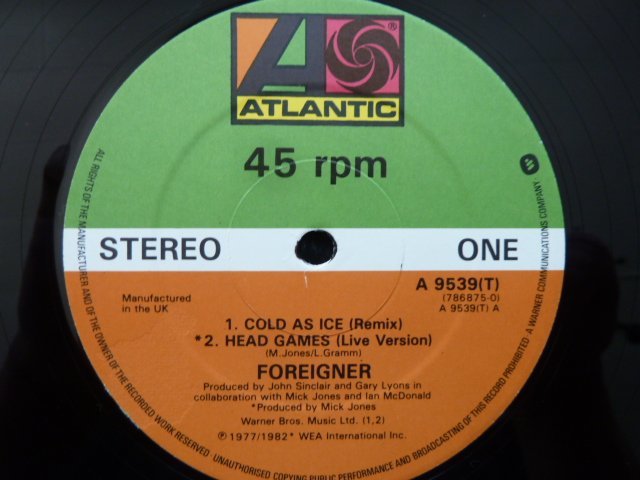 A
®
ATLANTIC
45 rpm
STEREO
ONE
A 9539(T)
(786875-0)
A 9539(T) A
Manufactured
in the UK
1. COLD AS ICE (Remix)
*2. HEAD GAMES (Live Version)
(M.Jones/L.Gramm)
FOREIGNER
Produced by John Sinclair and Gary Lyons in
collaboration with Mick Jones and Ian McDonald
*Produced by Mick Jones
Warner Bros. Music Ltd. (1,2)
℗ 1977/1982* WEA International Inc.
ALL RIGHTS OF THE MANUFACTURER AND OF THE OWNER OF THE RECORDED WORK RESERVED. UNAUTHORISED COPYING PUBLIC PERFORMANCE AND BROADCASTING OF THIS RECORD PROHIBITED. A WARNER COMMUNICATIONS COMPANY